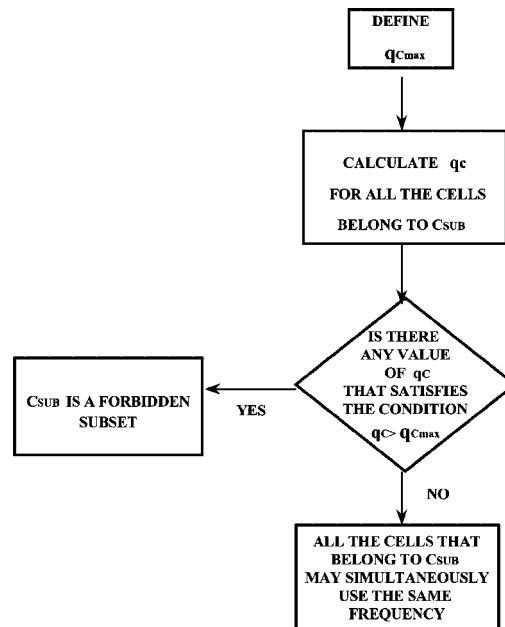 DEFINE
qCmax
CALCULATE qc
FOR ALL THE CELLS
BELONG TO CSUB
IS THERE
ANY VALUE
OF qc
THAT SATISFIES
THE CONDITION
qC> qCmax
YES
CSUB IS A FORBIDDEN
SUBSET
NO
ALL THE CELLS THAT
BELONG TO CSUB
MAY SIMULTANEOUSLY
USE THE SAME
FREQUENCY